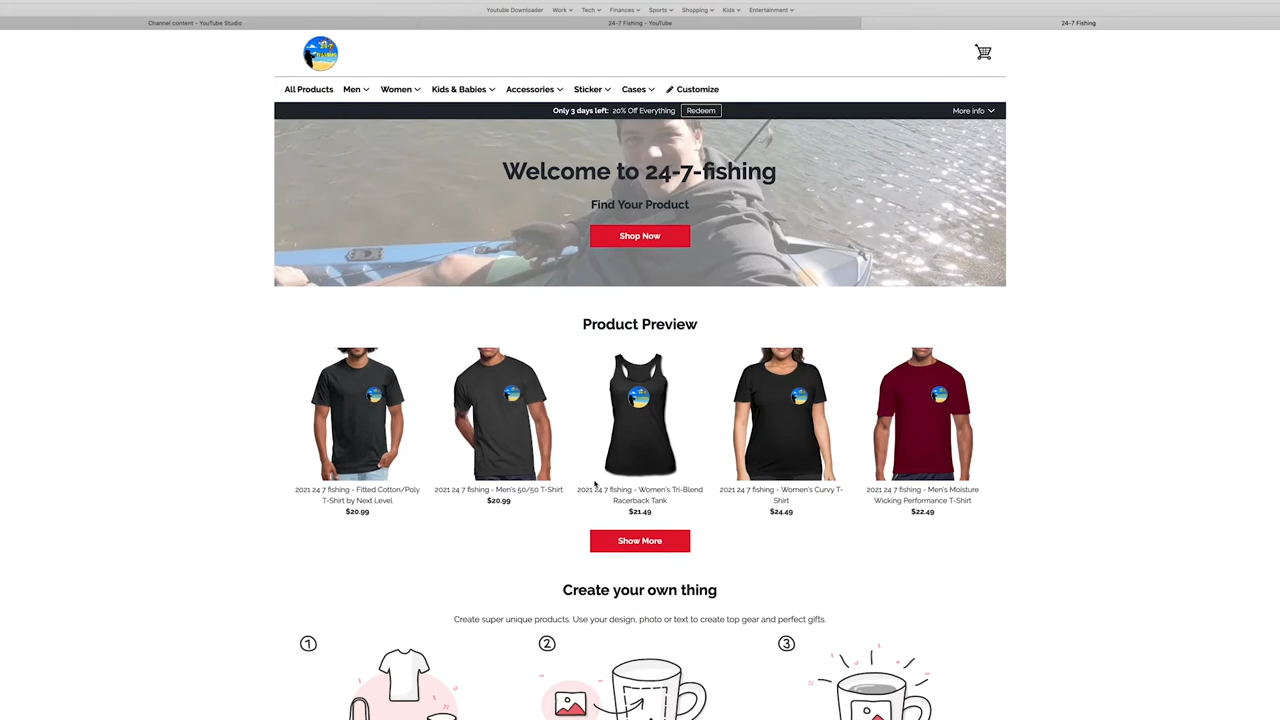 Youtube Downloader Work Tech Finances Sports Shopping Kids Entertainment
Channel content - YouTube Studio 24-7 Fishing - YouTube 24-7 Fishing
24-7
All Products Men Women Kids & Babies Accessories Sticker Cases Customize
Only 3 days left: 20% Off Everything Redeem More info
Welcome to 24-7-fishing
Find Your Product
Shop Now
Product Preview
2021 24 7 fishing - Fitted Cotton/Poly
T-Shirt by Next Level
$20.99
2021 24 7 fishing - Men's 50/50 T-Shirt
$20.99
2021 24 7 fishing - Women's Tri-Blend
Racerback Tank
$21.49
2021 24 7 fishing - Women's Curvy T-
Shirt
$24.49
2021 24 7 fishing - Men's Moisture
Wicking Performance T-Shirt
$22.49
Show More
Create your own thing
Create super unique products. Use your design, photo or text to create top gear and perfect gifts.
1 2 3